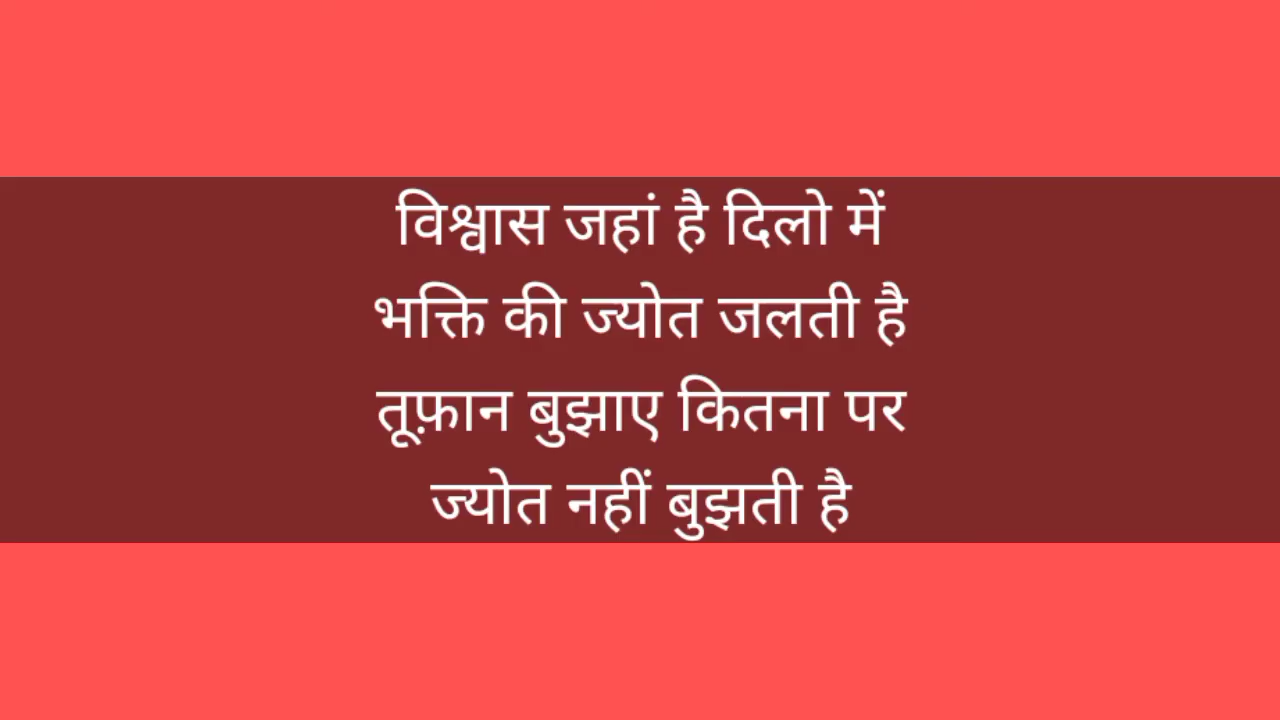 विश्वास जहां है दिलो में
भक्ति की ज्योत जलती है
तूफ़ान बुझाए कितना पर
ज्योत नहीं बुझती है